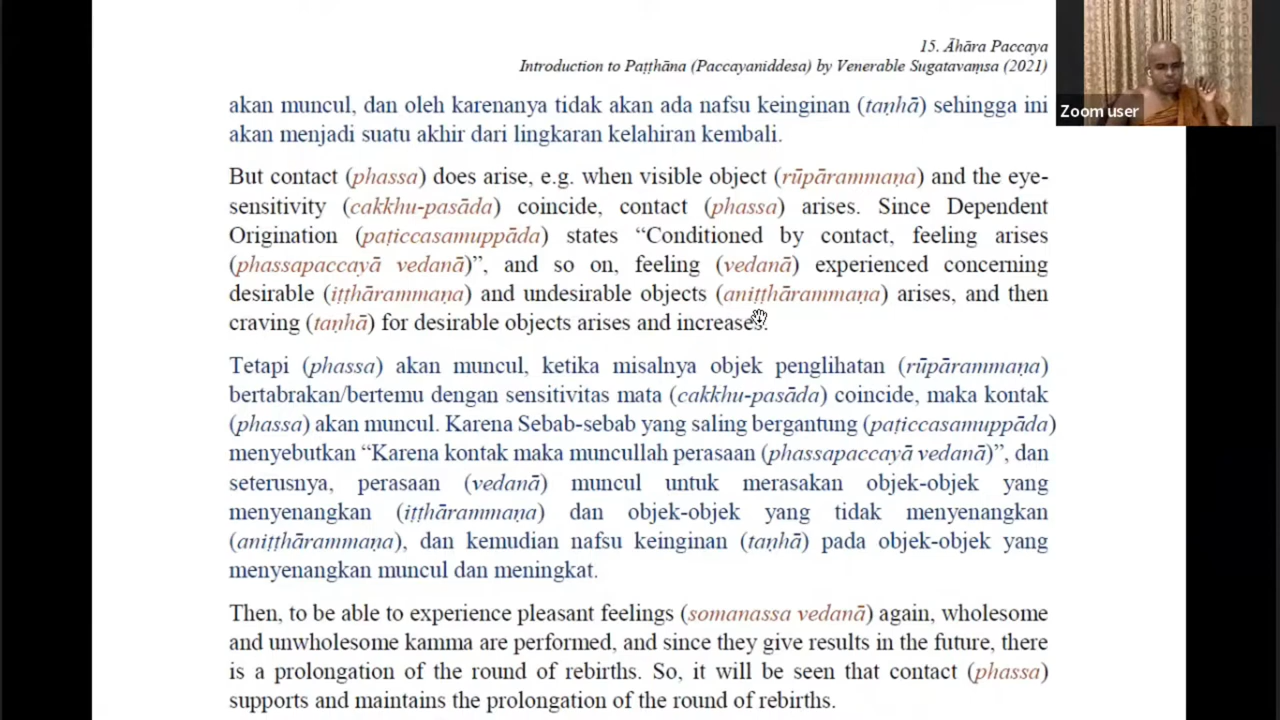 15. Āhāra Paccaya
Introduction to Paṭṭhāna (Paccayaniddesa) by Venerable Sugatavaṃsa (2021)
Zoom user
akan muncul, dan oleh karenanya tidak akan ada nafsu keinginan (taṇhā) sehingga ini
akan menjadi suatu akhir dari lingkaran kelahiran kembali.
But contact (phassa) does arise, e.g. when visible object (rūpārammaṇa) and the eye-
sensitivity (cakkhu-pasāda) coincide, contact (phassa) arises. Since Dependent
Origination (paṭiccasamuppāda) states “Conditioned by contact, feeling arises
(phassapaccayā vedanā)”, and so on, feeling (vedanā) experienced concerning
desirable (iṭṭhārammaṇa) and undesirable objects (aniṭṭhārammaṇa) arises, and then
craving (taṇhā) for desirable objects arises and increases.
Tetapi (phassa) akan muncul, ketika misalnya objek penglihatan (rūpārammaṇa)
bertabrakan/bertemu dengan sensitivitas mata (cakkhu-pasāda) coincide, maka kontak
(phassa) akan muncul. Karena Sebab-sebab yang saling bergantung (paṭiccasamuppāda)
menyebutkan “Karena kontak maka muncullah perasaan (phassapaccayā vedanā)”, dan
seterusnya, perasaan (vedanā) muncul untuk merasakan objek-objek yang
menyenangkan (iṭṭhārammaṇa) dan objek-objek yang tidak menyenangkan
(aniṭṭhārammaṇa), dan kemudian nafsu keinginan (taṇhā) pada objek-objek yang
menyenangkan muncul dan meningkat.
Then, to be able to experience pleasant feelings (somanassa vedanā) again, wholesome
and unwholesome kamma are performed, and since they give results in the future, there
is a prolongation of the round of rebirths. So, it will be seen that contact (phassa)
supports and maintains the prolongation of the round of rebirths.